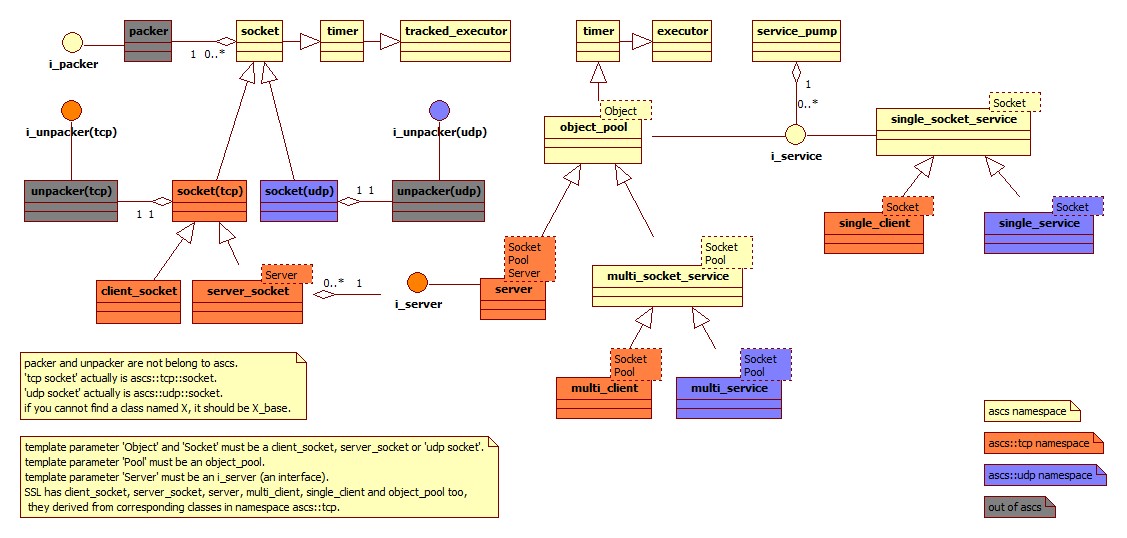 packer
socket
timer
tracked_executor
timer
executor
service_pump
i_packer
1 0..*
1
0..*
Socket
single_socket_service
Object
object_pool
i_service
i_unpacker(tcp)
i_unpacker(udp)
unpacker(tcp)
1 1
socket(tcp)
socket(udp)
1 1
unpacker(udp)
Socket
single_client
Socket
single_service
client_socket
Server
server_socket
0..* 1
i_server
Socket
Pool
Server
server
Socket
Pool
multi_socket_service
Socket
Pool
multi_client
Socket
Pool
multi_service
packer and unpacker are not belong to ascs.
'tcp socket' actually is ascs::tcp::socket.
'udp socket' actually is ascs::udp::socket.
if you cannot find a class named X, it should be X_base.
template parameter 'Object' and 'Socket' must be a client_socket, server_socket or 'udp socket'.
template parameter 'Pool' must be an object_pool.
template parameter 'Server' must be an i_server (an interface).
SSL has client_socket, server_socket, server, multi_client, single_client and object_pool too,
they derived from corresponding classes in namespace ascs::tcp.
ascs namespace
ascs::tcp namespace
ascs::udp namespace
out of ascs